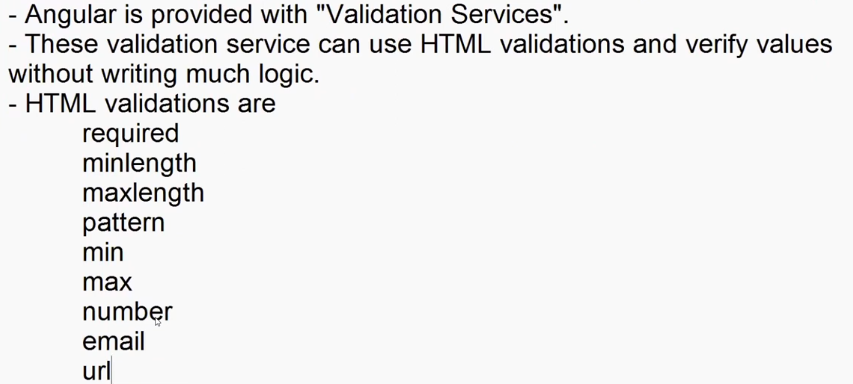 - Angular is provided with "Validation Services".
- These validation service can use HTML validations and verify values
without writing much logic.
- HTML validations are
required
minlength
maxlength
pattern
min
max
number
email
url